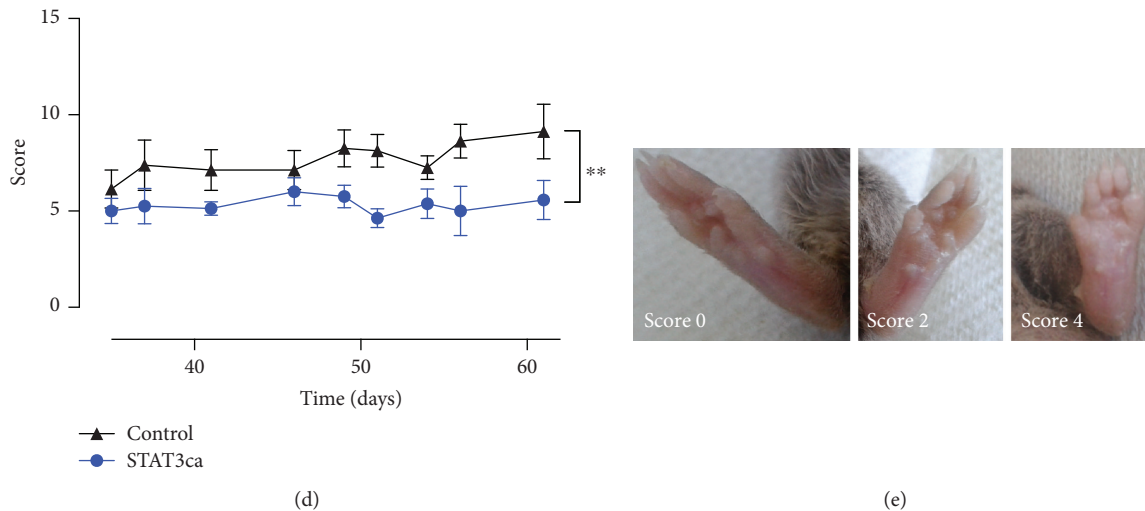 15
10
5
0
Score
**
40
50
60
Time (days)
Control
STAT3ca
(d)
Score 0
Score 2
Score 4
(e)